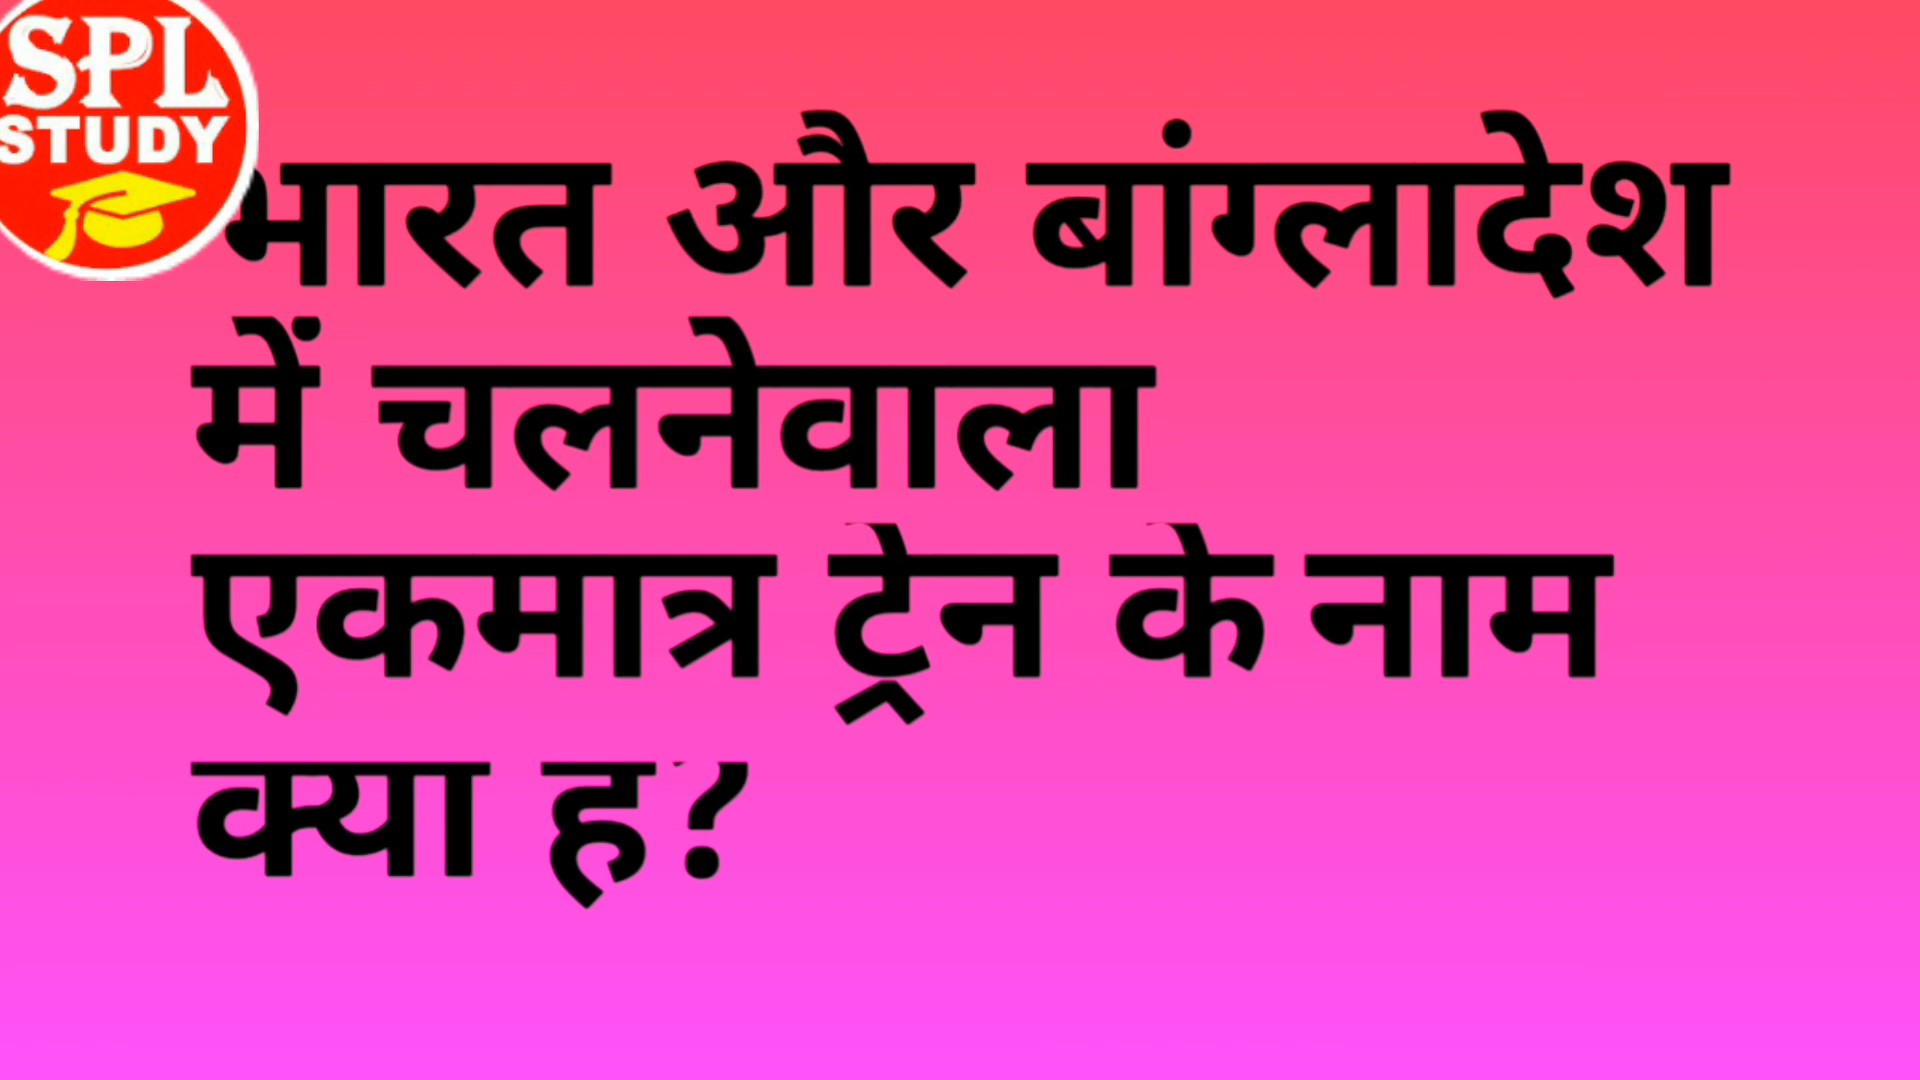 SPL
STUDY
भारत और बांग्लादेश
में चलनेवाला
एकमात्र ट्रेन के नाम
क्या ह?